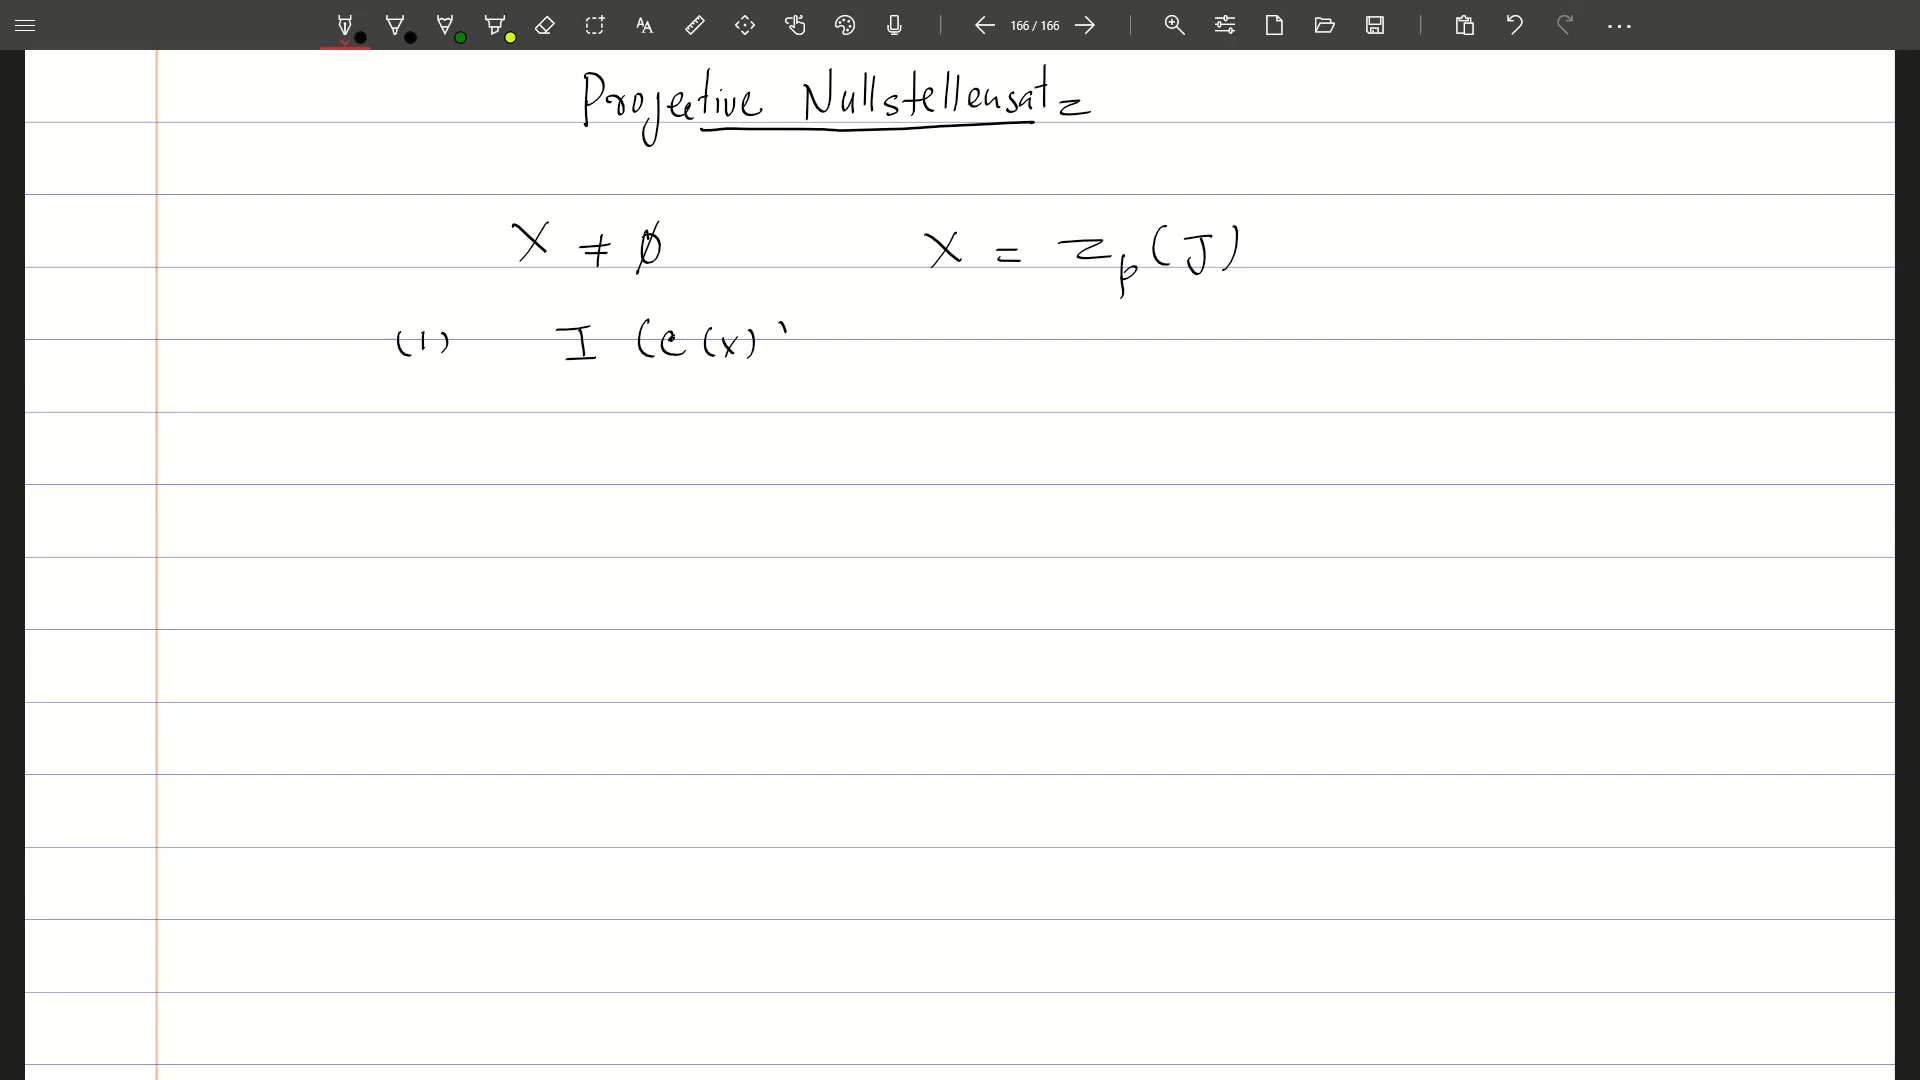 166 / 166
Projective Nullstellensatz
X ≠ ∅ X = Z_p(J)
(1) I (C(X)